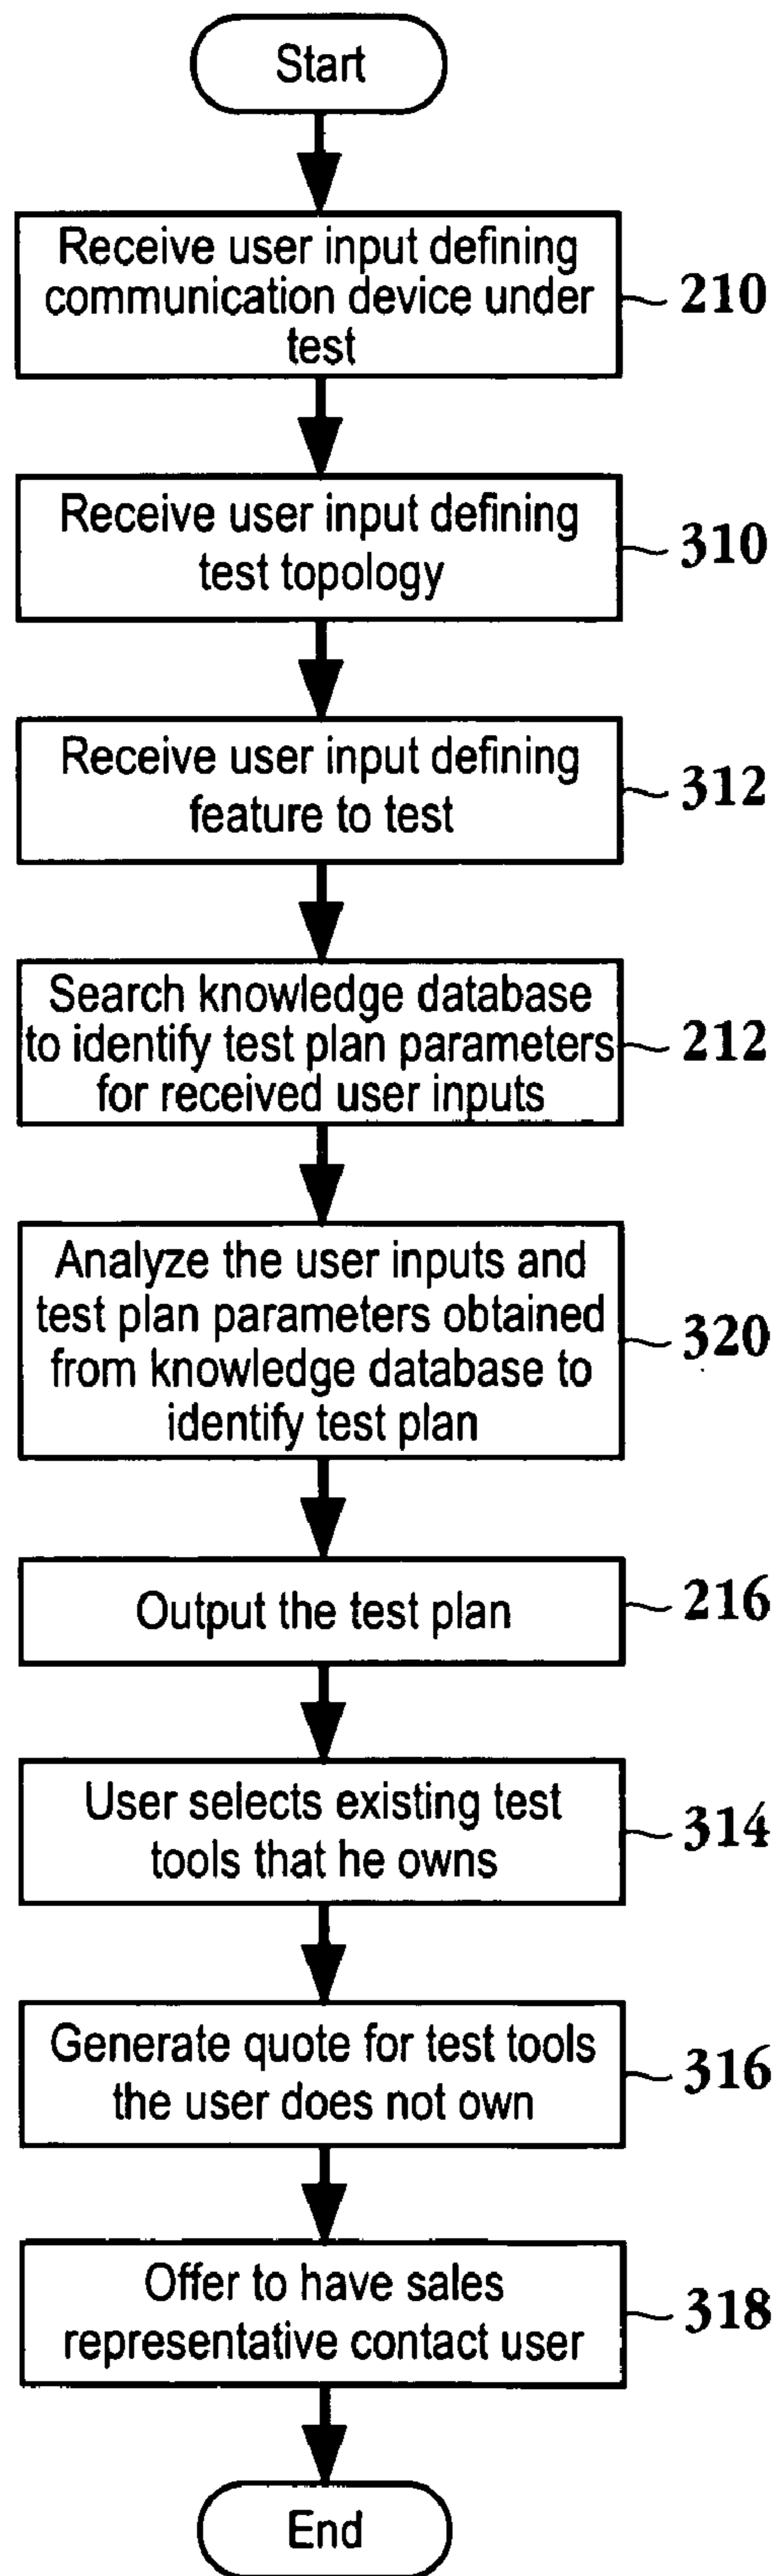 Start
Receive user input defining
communication device under
test
210
Receive user input defining
test topology
310
Receive user input defining
feature to test
312
Search knowledge database
to identify test plan parameters
for received user inputs
212
Analyze the user inputs and
test plan parameters obtained
from knowledge database to
identify test plan
320
Output the test plan
216
User selects existing test
tools that he owns
314
Generate quote for test tools
the user does not own
316
Offer to have sales
representative contact user
318
End